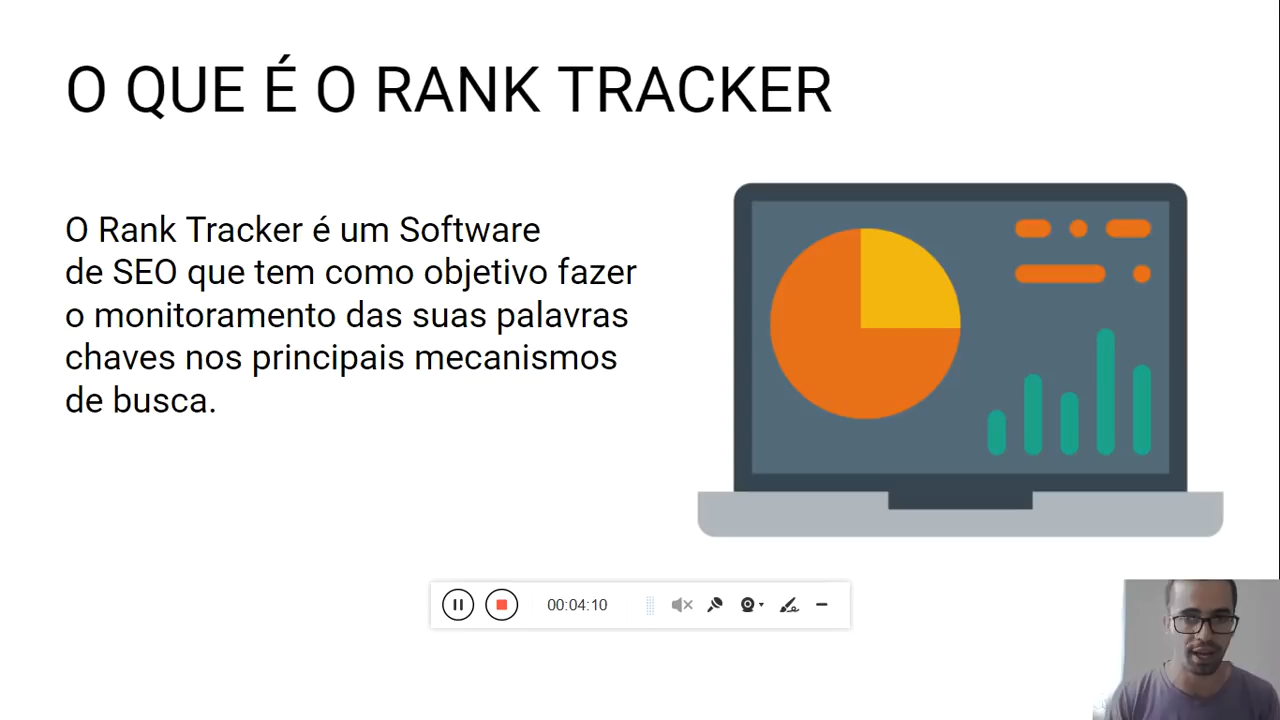 O QUE É O RANK TRACKER
O Rank Tracker é um Software
de SEO que tem como objetivo fazer
o monitoramento das suas palavras
chaves nos principais mecanismos
de busca.
00:04:10